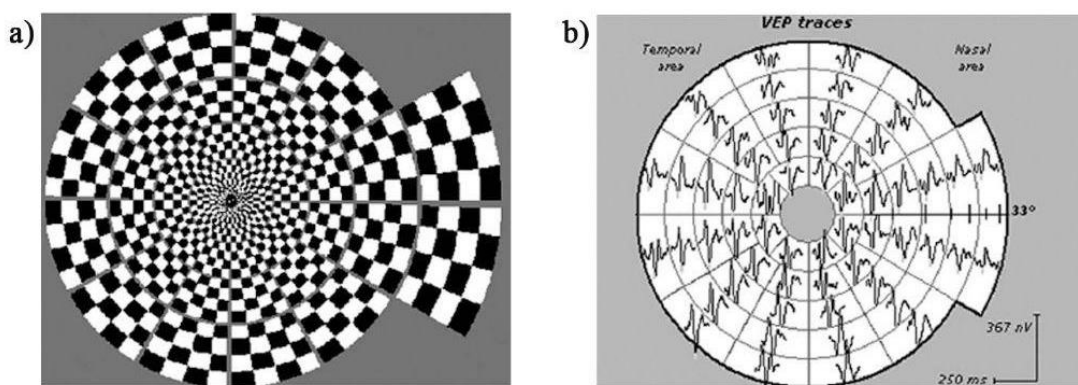 a)
b)
VEP traces
Temporal
area
Nasal
area
33°
367 nV
250 ms